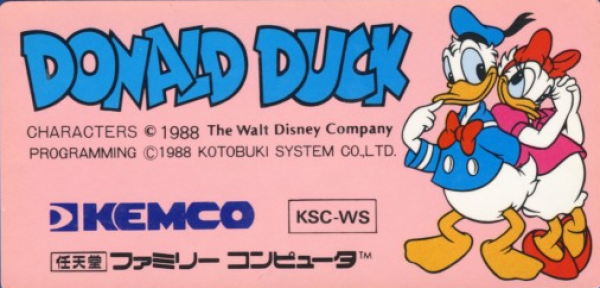 DONALD DUCK
CHARACTERS © 1988 The Walt Disney Company
PROGRAMMING ©1988 KOTOBUKI SYSTEM CO.,LTD.
KEMCO KSC-WS
任天堂 ファミリー コンピュータ™